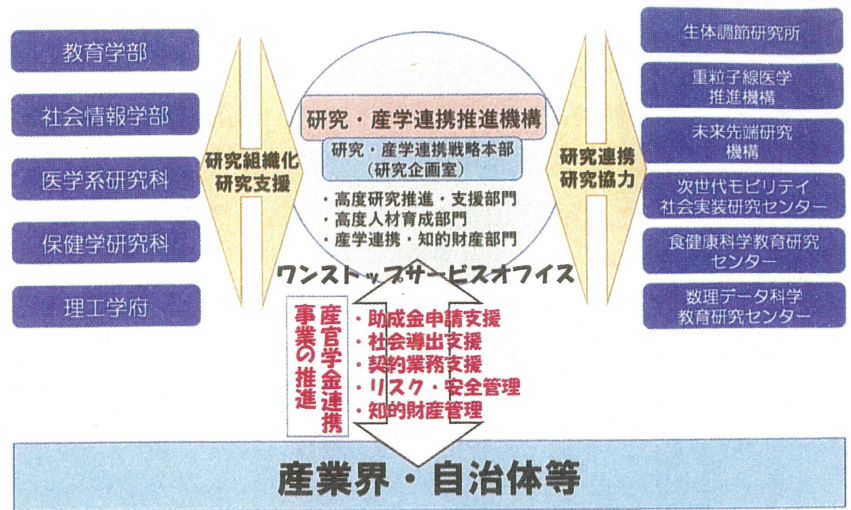 教育学部
社会情報学部
医学系研究科
保健学研究科
理工学府
研究組織化
研究支援
研究・産学連携推進機構
研究・産学連携戦略本部
(研究企画室)
・高度研究推進・支援部門
・高度人材育成部門
・産学連携・知的財産部門
ワンストップサービスオフィス
研究連携
研究協力
生体調節研究所
重粒子線医学
推進機構
未来先端研究
機構
次世代モビリティ
社会実装研究センター
食健康科学教育研究
センター
数理データ科学
教育研究センター
産官学金連携
事業の推進
・助成金申請支援
・社会導出支援
・契約業務支援
・リスク・安全管理
・知的財産管理
産業界・自治体等